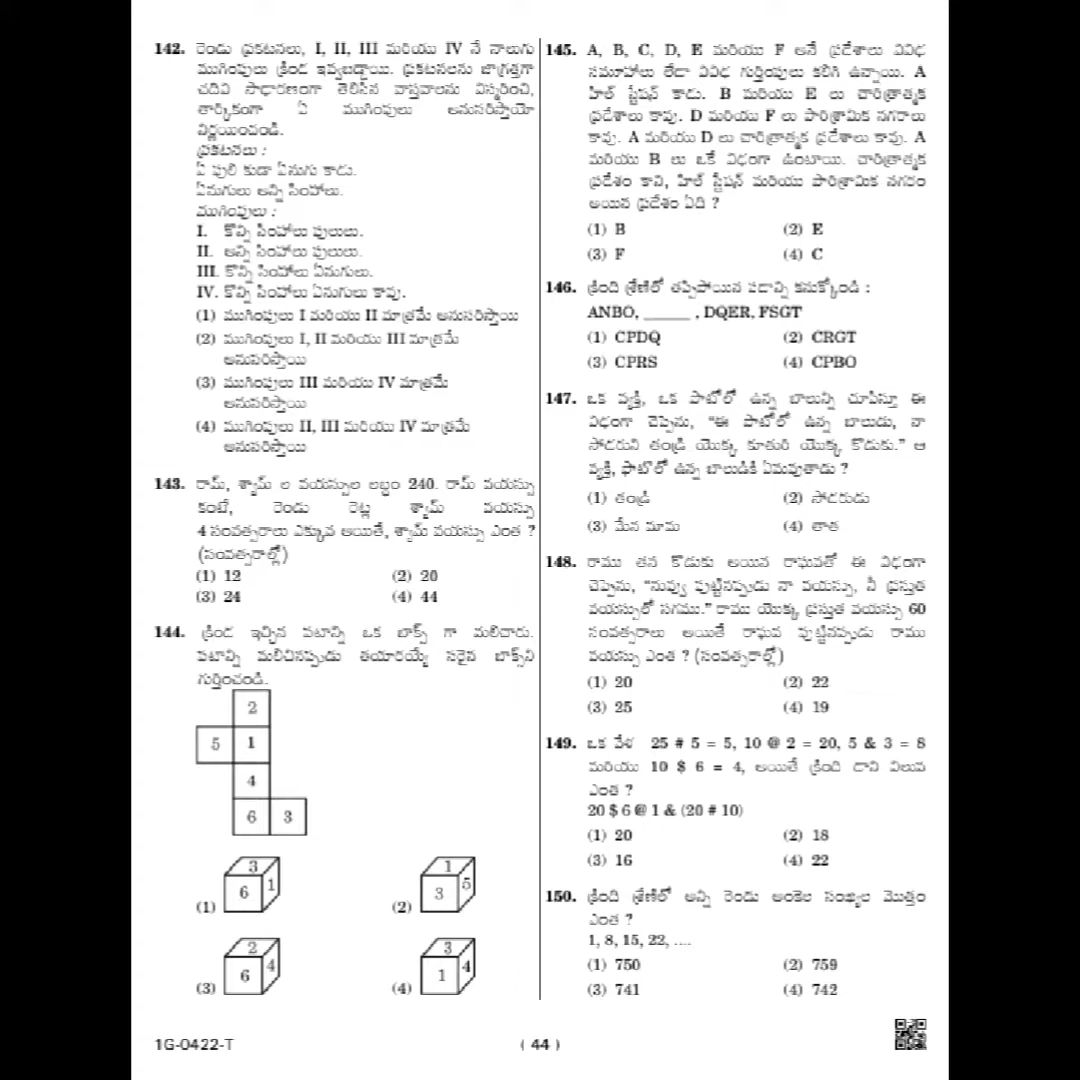 142. రెండు ప్రకటనలు, I, II, III మరియు IV నే నాలుగు
ముగింపులు క్రింద ఇవ్వబడ్డాయి. ప్రకటనలను జాగ్రత్తగా
చదివి సాధారణంగా తెలిసిన వాస్తవాలను విస్మరించి,
తార్కికంగా ఏ ముగింపులు అనుసరిస్తాయో
నిర్ణయించండి.
ప్రకటనలు :
ఏ పులి కుడా ఏనుగు కాదు.
ఏనుగులు అన్ని సింహాలు.
ముగింపులు :
I. కొన్ని సింహాలు పులులు.
II. అన్ని సింహాలు పులులు.
III. కొన్ని సింహాలు ఏనుగులు.
IV. కొన్ని సింహాలు ఏనుగులు కావు.
(1) ముగింపులు I మరియు II మాత్రమే అనుసరిస్తాయి
(2) ముగింపులు I, II మరియు III మాత్రమే
అనుసరిస్తాయి
(3) ముగింపులు III మరియు IV మాత్రమే
అనుసరిస్తాయి
(4) ముగింపులు II, III మరియు IV మాత్రమే
అనుసరిస్తాయి
143. రామ్, శ్యామ్ ల వయస్సుల లబ్ధం 240. రామ్ వయస్సు
కంటే, రెండు రెట్ల శ్యామ్ వయస్సు
4 సంవత్సరాలు ఎక్కువ అయితే, శ్యామ్ వయస్సు ఎంత ?
(సంవత్సరాల్లో)
(1) 12 (2) 20
(3) 24 (4) 44
144. క్రింద ఇచ్చిన పటాన్ని ఒక బాక్స్ గా మలిచారు.
పటాన్ని మలిచినప్పుడు తయారయ్యే సరైన బాక్స్‌ని
గుర్తించండి.
2
5 1
4
6 3
(1) 3 6 1 (2) 1 3 5
(3) 2 6 4 (4) 3 1 4
145. A, B, C, D, E మరియు F అనే ప్రదేశాలు వివిధ
సమూహాలు లేదా వివిధ గుర్తింపులు కలిగి ఉన్నాయి. A
హిల్ స్టేషన్ కాదు. B మరియు E లు చారిత్రాత్మక
ప్రదేశాలు కావు. D మరియు F లు పారిశ్రామిక నగరాలు
కావు. A మరియు D లు చారిత్రాత్మక ప్రదేశాలు కావు. A
మరియు B లు ఒకే విధంగా ఉంటాయి. చారిత్రాత్మక
ప్రదేశం కాని, హిల్ స్టేషన్ మరియు పారిశ్రామిక నగరం
అయిన ప్రదేశం ఏది ?
(1) B (2) E
(3) F (4) C
146. క్రింది శ్రేణిలో తప్పిపోయిన పదాన్ని కనుక్కోండి :
ANBO, ______ , DQER, FSGT
(1) CPDQ (2) CRGT
(3) CPRS (4) CPBO
147. ఒక వ్యక్తి, ఒక ఫొటోలో ఉన్న బాలున్ని చూపిస్తూ ఈ
విధంగా చెప్పెను, “ఈ ఫొటోలో ఉన్న బాలుడు, నా
సోదరుని తండ్రి యొక్క కూతురి యొక్క కొడుకు.” ఆ
వ్యక్తి, ఫొటోలో ఉన్న బాలుడికి ఏమవుతాడు ?
(1) తండ్రి (2) సోదరుడు
(3) మేన మామ (4) తాత
148. రాము తన కొడుకు అయిన రాఘవతో ఈ విధంగా
చెప్పెను, “నువ్వు పుట్టినప్పుడు నా వయస్సు, నీ ప్రస్తుత
వయస్సులో సగము.” రాము యొక్క ప్రస్తుత వయస్సు 60
సంవత్సరాలు అయితే రాఘవ పుట్టినప్పుడు రాము
వయస్సు ఎంత ? (సంవత్సరాల్లో)
(1) 20 (2) 22
(3) 25 (4) 19
149. ఒక వేళ 25 # 5 = 5, 10 @ 2 = 20, 5 & 3 = 8
మరియు 10 $ 6 = 4, అయితే క్రింది దాని విలువ
ఎంత ?
20 $ 6 @ 1 & (20 # 10)
(1) 20 (2) 18
(3) 16 (4) 22
150. క్రింది శ్రేణిలో అన్ని రెండు అంకెల సంఖ్యల మొత్తం
ఎంత ?
1, 8, 15, 22, ....
(1) 750 (2) 759
(3) 741 (4) 742
1G-0422-T ( 44 )